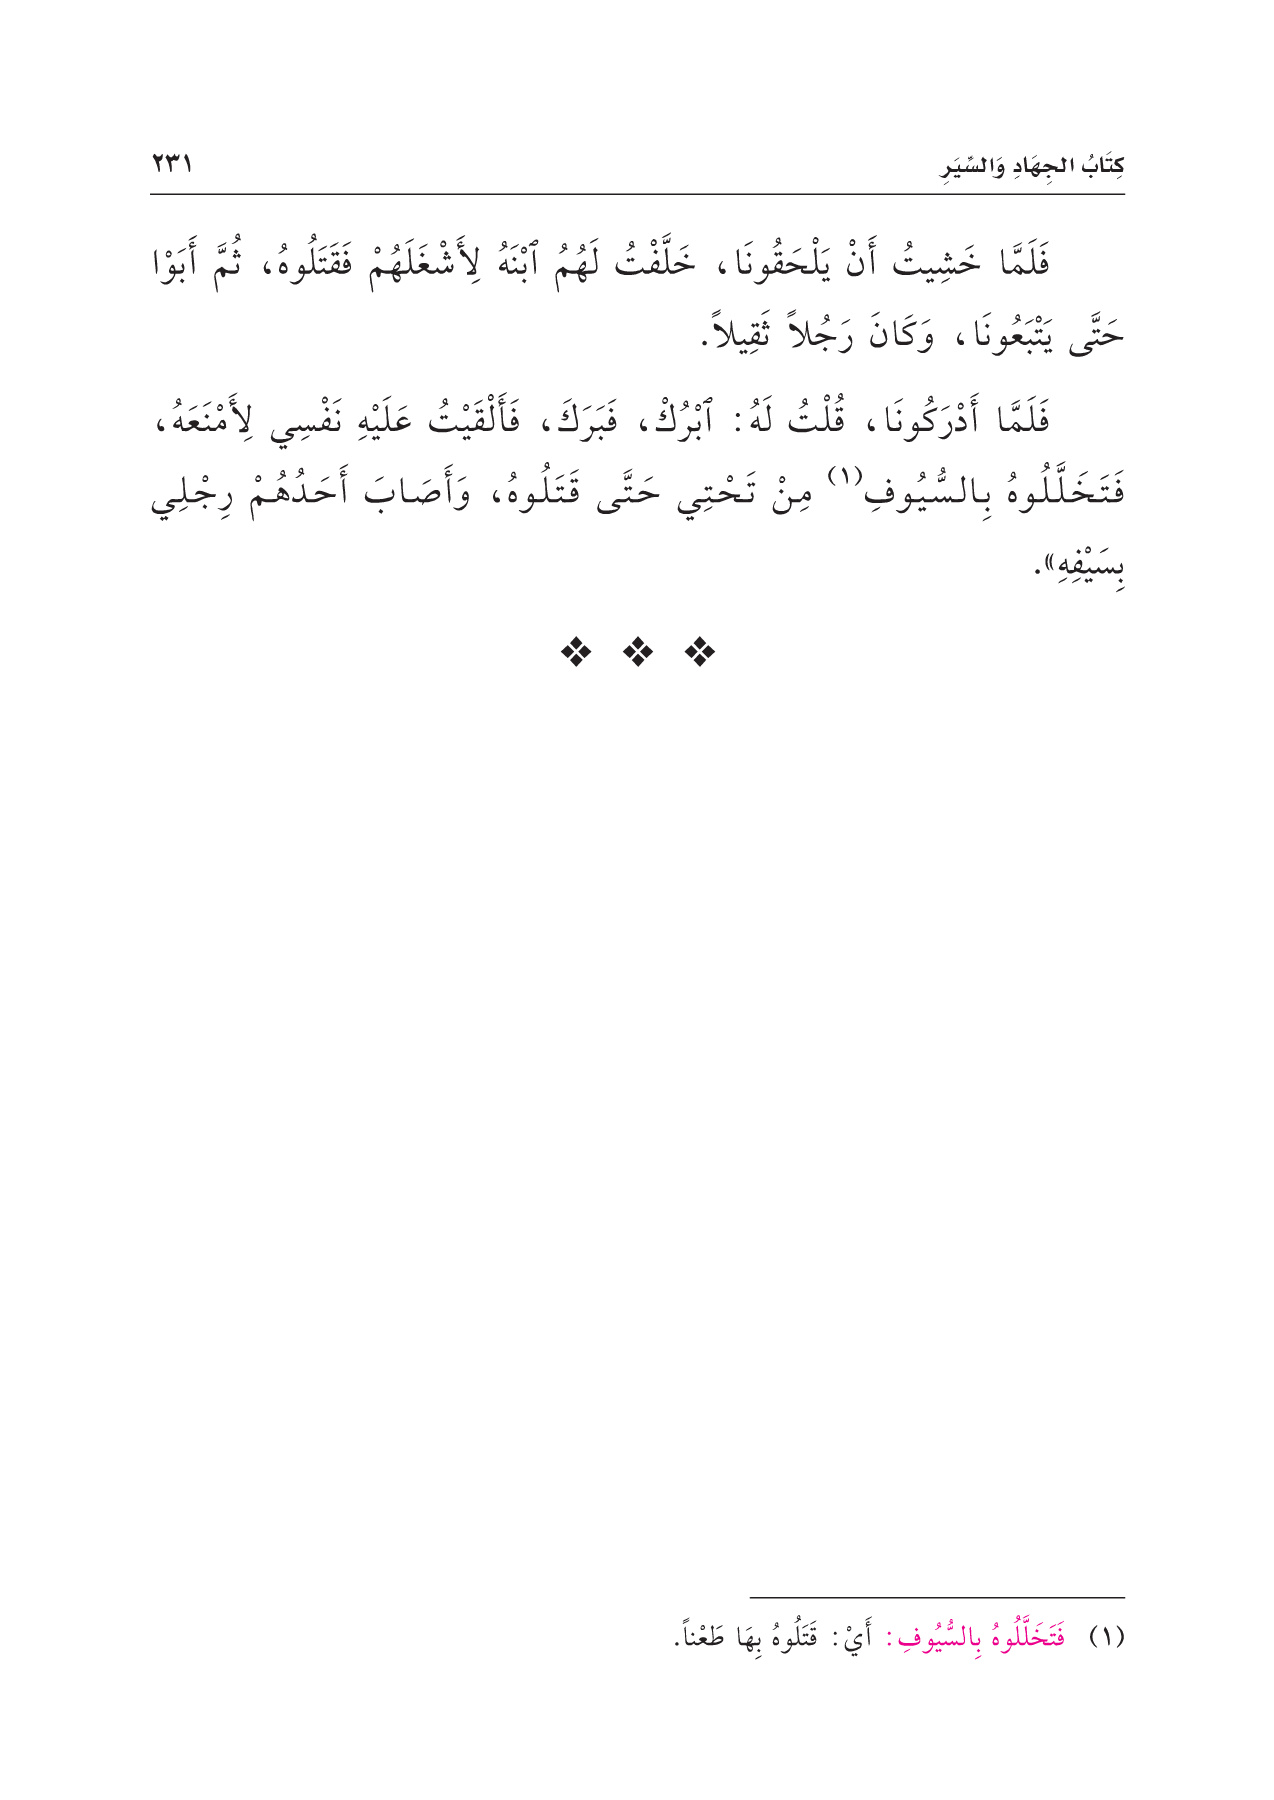 كِتَابُ الجِهَادِ وَالسِّيَرِ ٢٣١
فَلَمَّا خَشِيتُ أَنْ يَلْحَقُونَا، خَلَّفْتُ لَهُمُ ٱبْنَهُ لِأَشْغَلَهُمْ فَقَتَلُوهُ، ثُمَّ أَبَوْا
حَتَّى يَتْبَعُونَا، وَكَانَ رَجُلاً ثَقِيلاً.
فَلَمَّا أَدْرَكُونَا، قُلْتُ لَهُ: ٱبْرُكْ، فَبَرَكَ، فَأَلْقَيْتُ عَلَيْهِ نَفْسِي لِأَمْنَعَهُ،
فَتَخَلَّلُوهُ بِالسُّيُوفِ(١) مِنْ تَحْتِي حَتَّى قَتَلُوهُ، وَأَصَابَ أَحَدُهُمْ رِجْلِي
بِسَيْفِهِ».
(١) فَتَخَلَّلُوهُ بِالسُّيُوفِ: أَيْ: قَتَلُوهُ بِهَا طَعْناً.